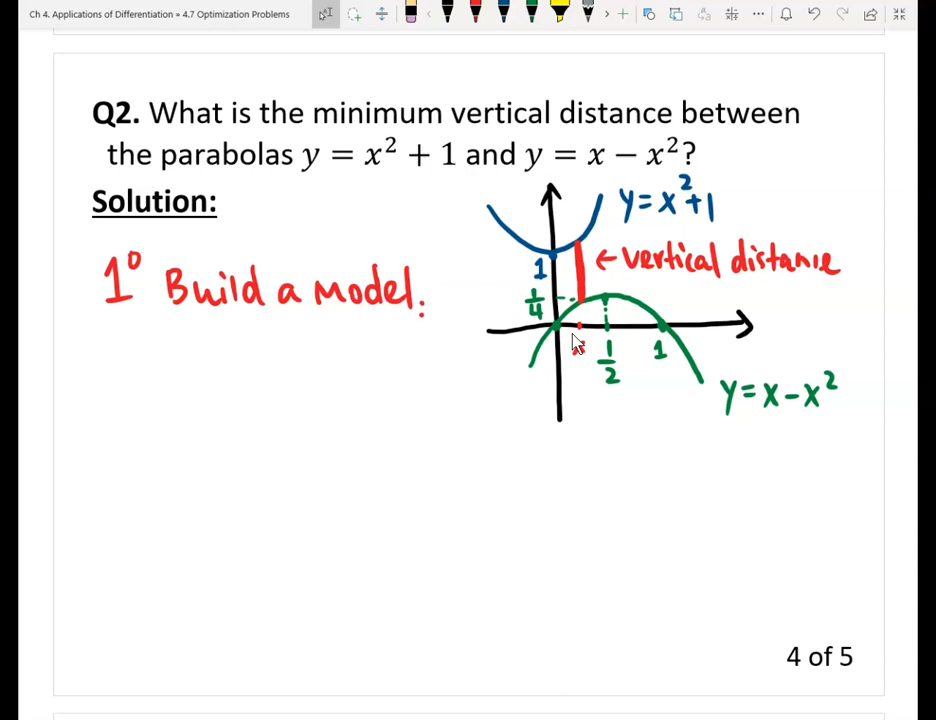 Ch 4. Applications of Differentiation » 4.7 Optimization Problems
Q2. What is the minimum vertical distance between
the parabolas y = x² + 1 and y = x − x²?
Solution:
y=x²+1
1° Build a model.
← vertical distance
1
1/4
x
1/2
1
y=x-x²
4 of 5